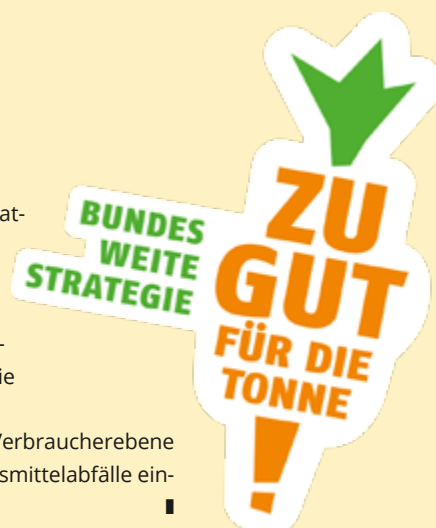 at-
BUNDES
WEITE
STRATEGIE
ZU
GUT
FÜR DIE
TONNE
!
-
ie
Verbraucherebene
smittelabfälle ein-